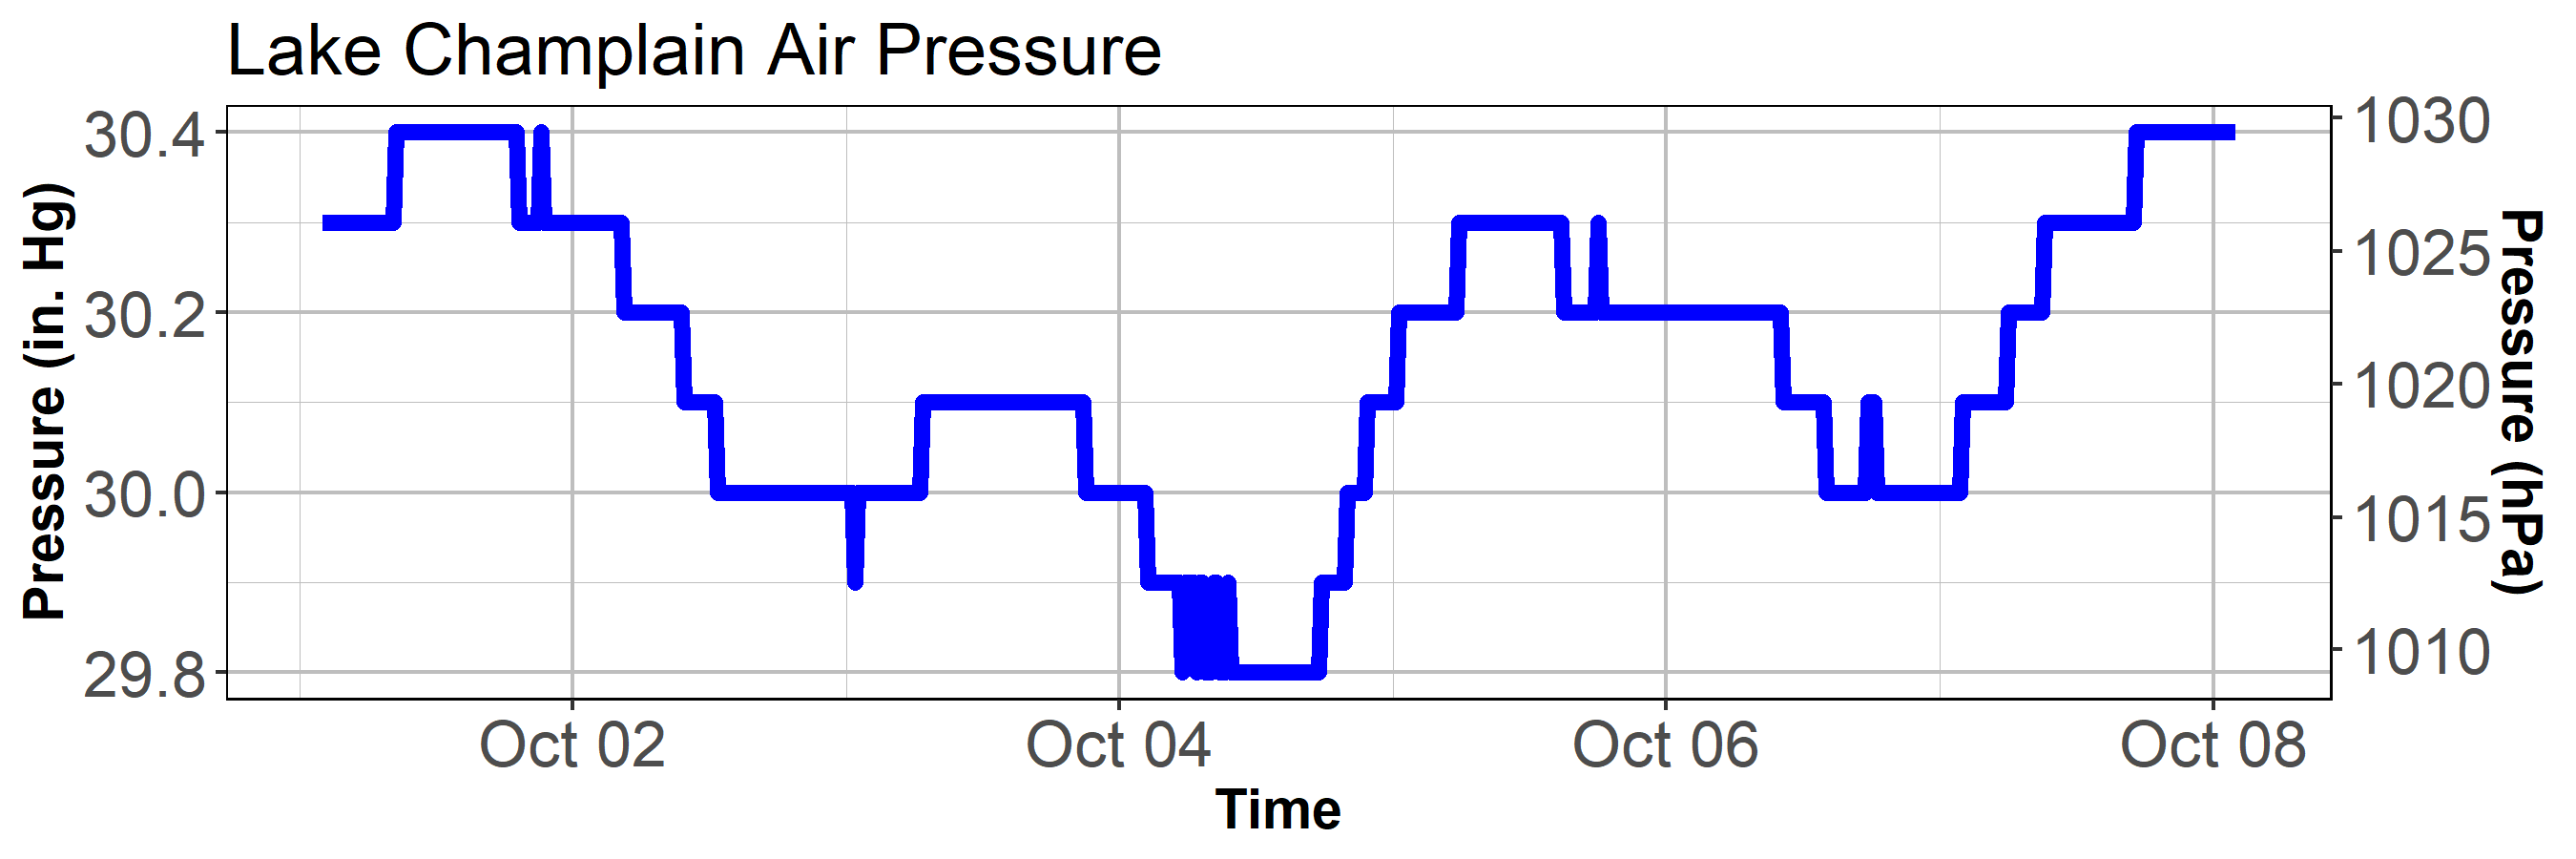 Lake Champlain Air Pressure
Pressure (in. Hg)
30.4
30.2
30.0
29.8
1030
1025
1020
1015
1010
Pressure (hPa)
Oct 02 Oct 04 Oct 06 Oct 08
Time